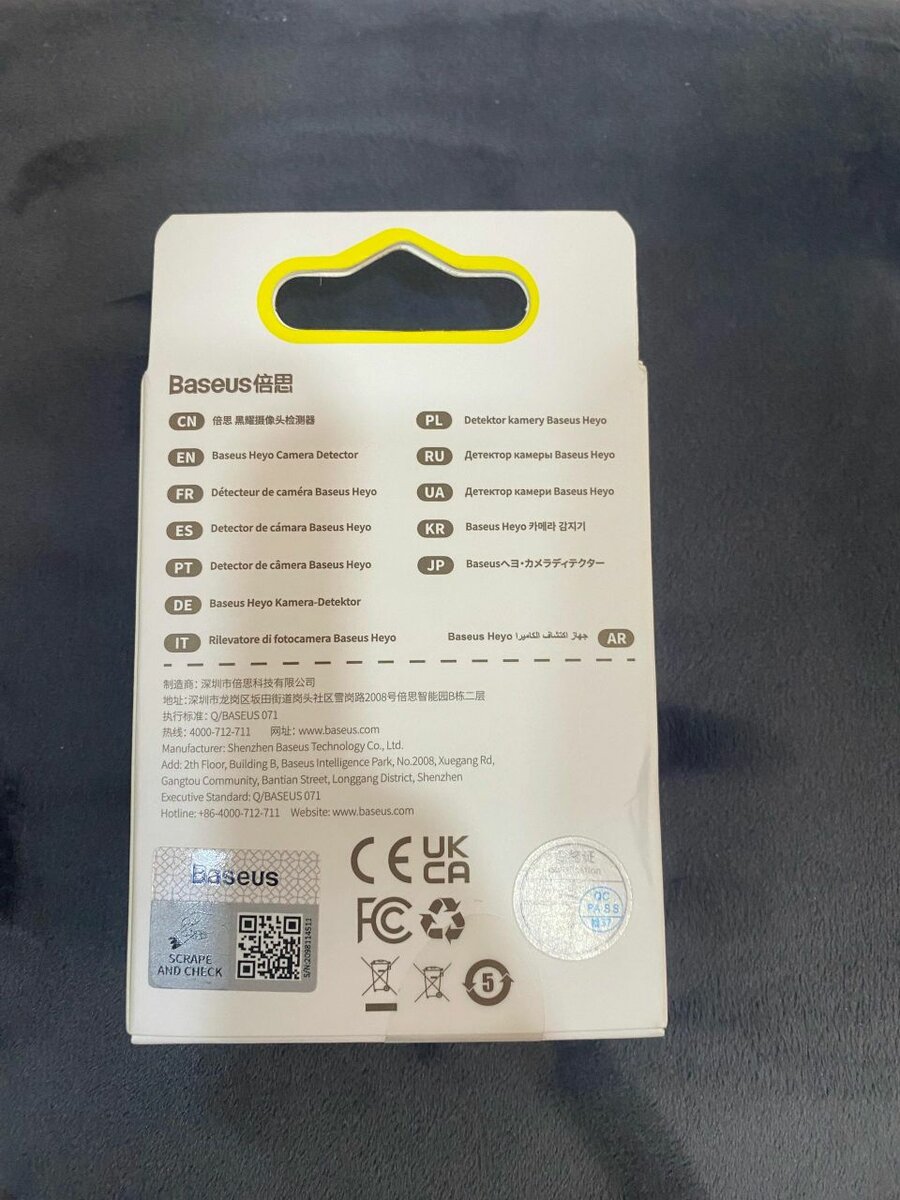 Baseus倍思
CN 倍思 黑耀摄像头检测器
EN Baseus Heyo Camera Detector
FR Détecteur de caméra Baseus Heyo
ES Detector de cámara Baseus Heyo
PT Detector de câmera Baseus Heyo
DE Baseus Heyo Kamera-Detektor
IT Rilevatore di fotocamera Baseus Heyo
PL Detektor kamery Baseus Heyo
RU Детектор камеры Baseus Heyo
UA Детектор камери Baseus Heyo
KR Baseus Heyo 카메라 감지기
JP Baseusヘヨ・カメラディテクター
AR جهاز اكتشاف الكاميرا Baseus Heyo
制造商：深圳市倍思科技有限公司
地址：深圳市龙岗区坂田街道岗头社区雪岗路2008号倍思智能园B栋二层
执行标准：Q/BASEUS 071
热线：4000-712-711 网址：www.baseus.com
Manufacturer: Shenzhen Baseus Technology Co., Ltd.
Add: 2th Floor, Building B, Baseus Intelligence Park, No.2008, Xuegang Rd,
Gangtou Community, Bantian Street, Longgang District, Shenzhen
Executive Standard: Q/BASEUS 071
Hotline: +86-4000-712-711 Website: www.baseus.com
Baseus
SCRAPE
AND CHECK
S/N:2098114511
CE UK
CA
FC
5
QC
PASS